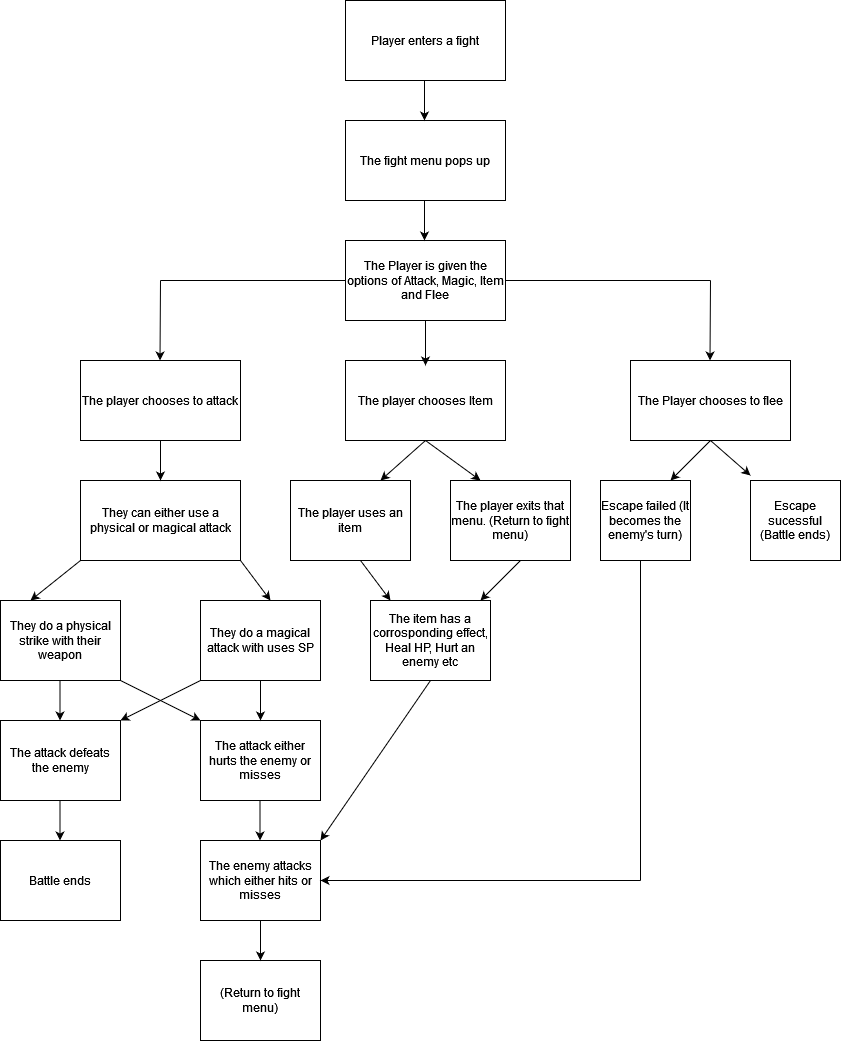 Player enters a fight
The fight menu pops up
The Player is given the
options of Attack, Magic, Item
and Flee
The player chooses to attack
The player chooses Item
The Player chooses to flee
They can either use a
physical or magical attack
The player uses an
item
The player exits that
menu. (Return to fight
menu)
Escape failed (It
becomes the
enemy's turn)
Escape
sucessful
(Battle ends)
They do a physical
strike with their
weapon
They do a magical
attack with uses SP
The item has a
corrosponding effect,
Heal HP, Hurt an
enemy etc
The attack defeats
the enemy
The attack either
hurts the enemy or
misses
Battle ends
The enemy attacks
which either hits or
misses
(Return to fight
menu)